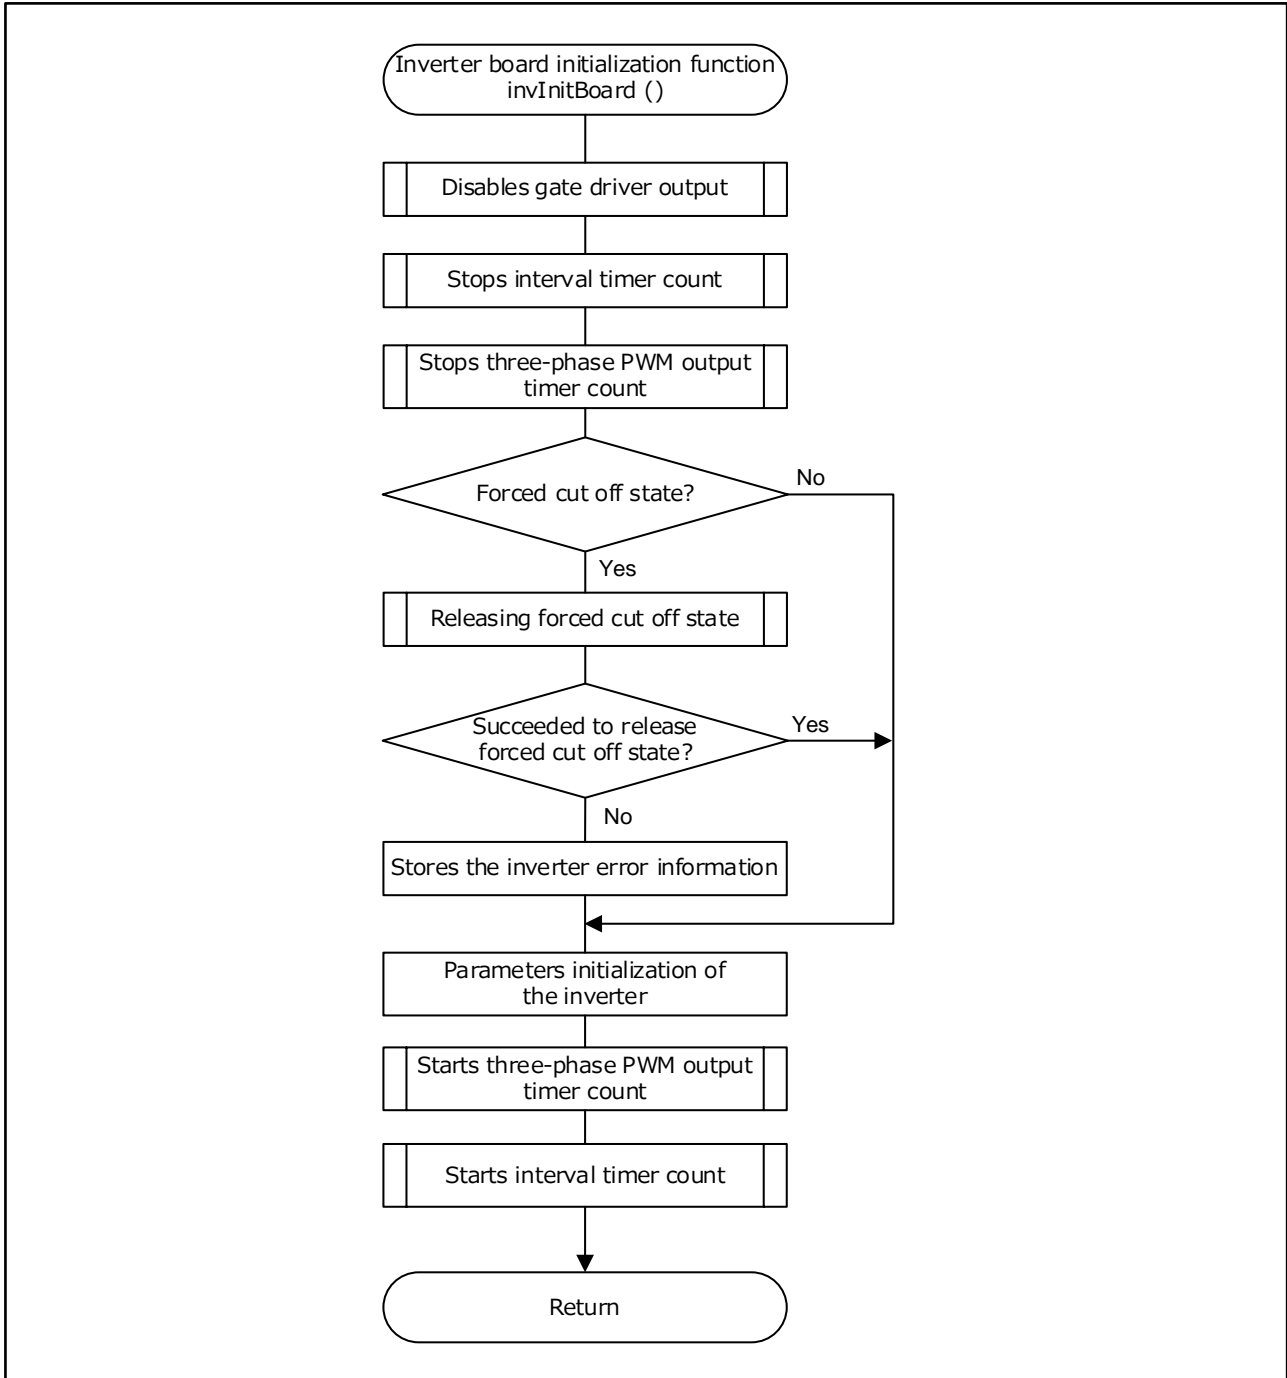 Inverter board initialization function
invInitBoard ()
Disables gate driver output
Stops interval timer count
Stops three-phase PWM output
timer count
Forced cut off state?
No
Yes
Releasing forced cut off state
Succeeded to release
forced cut off state?
Yes
No
Stores the inverter error information
Parameters initialization of
the inverter
Starts three-phase PWM output
timer count
Starts interval timer count
Return